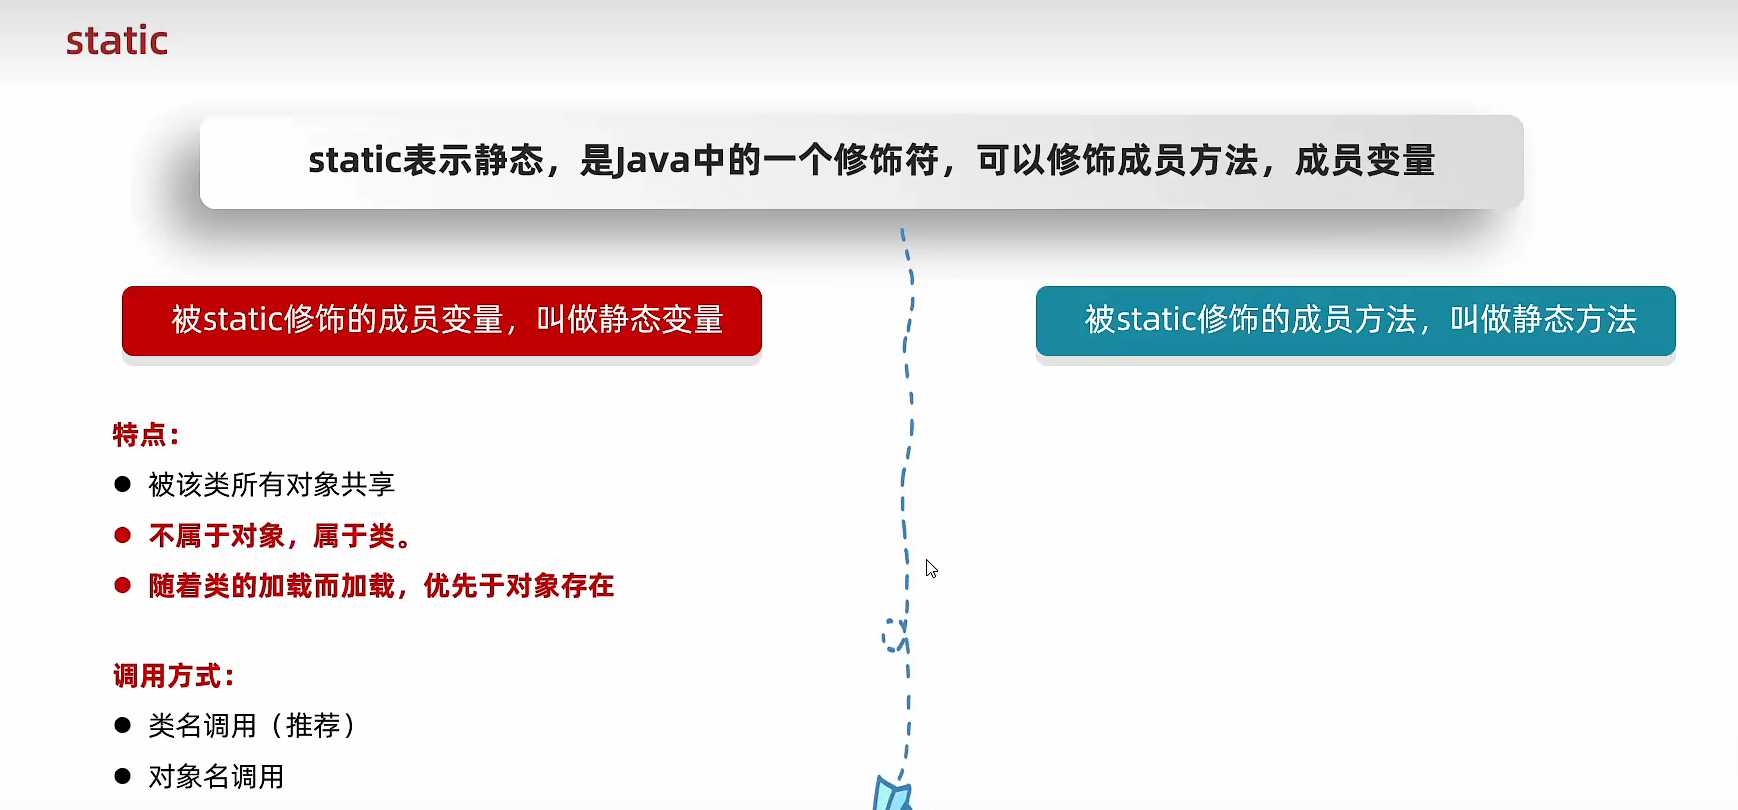 static
static表示静态，是Java中的一个修饰符，可以修饰成员方法，成员变量
被static修饰的成员变量，叫做静态变量
被static修饰的成员方法，叫做静态方法
特点：
● 被该类所有对象共享
● 不属于对象，属于类。
● 随着类的加载而加载，优先于对象存在
调用方式：
● 类名调用（推荐）
● 对象名调用